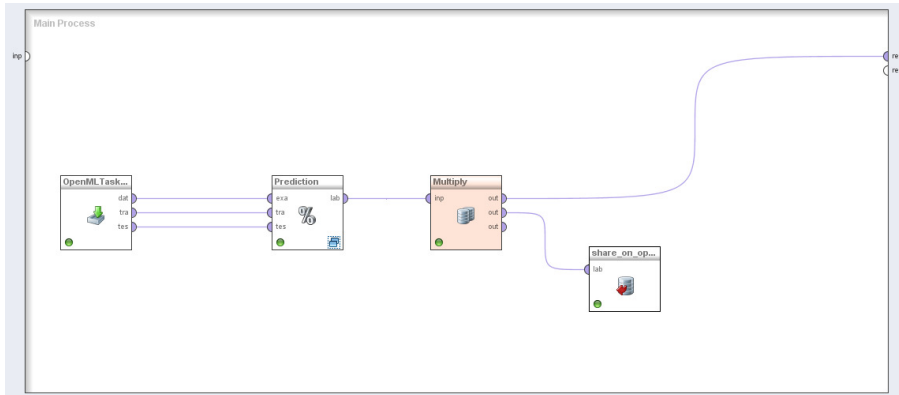 Main Process
inp
re
re
OpenMLTask...
dat
tra
tes
Prediction
exa
lab
tra
tes
Multiply
inp
out
out
out
share_on_op...
lab